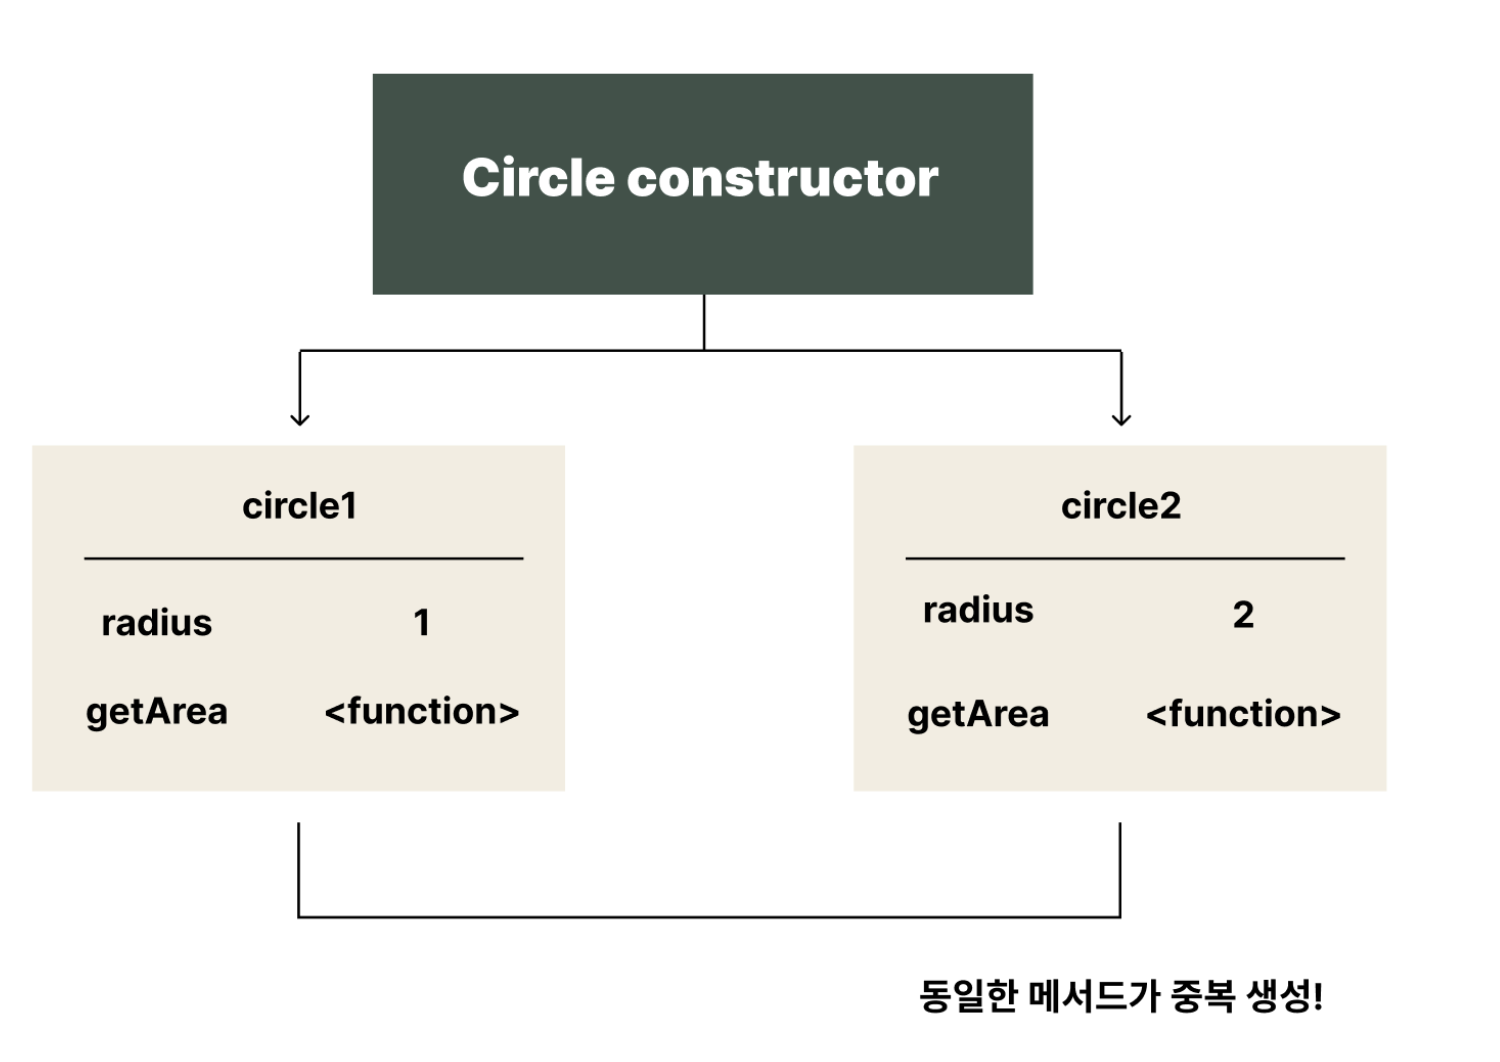 Circle constructor
circle1
radius 1
getArea <function>
circle2
radius 2
getArea <function>
동일한 메서드가 중복 생성!